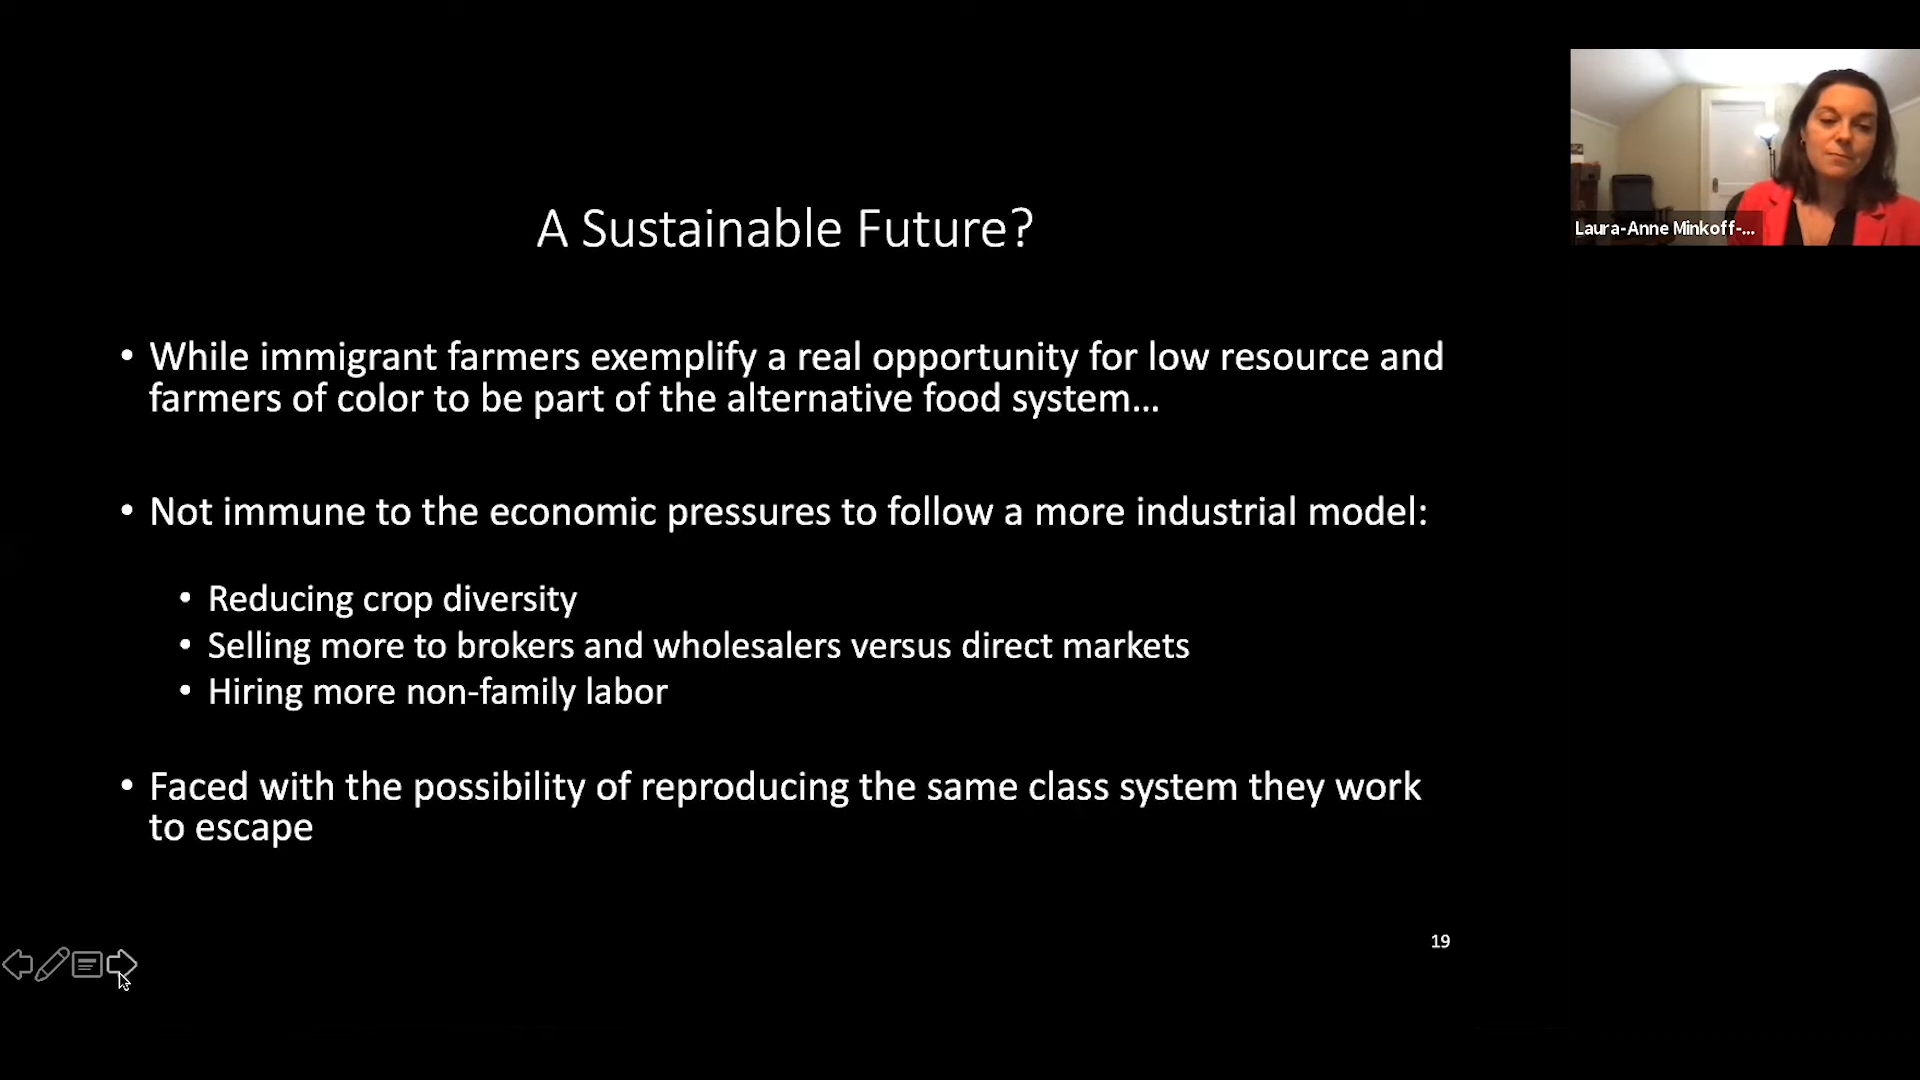 A Sustainable Future?
• While immigrant farmers exemplify a real opportunity for low resource and
farmers of color to be part of the alternative food system...
• Not immune to the economic pressures to follow a more industrial model:
• Reducing crop diversity
• Selling more to brokers and wholesalers versus direct markets
• Hiring more non-family labor
• Faced with the possibility of reproducing the same class system they work
to escape
19
Laura-Anne Minkoff-...